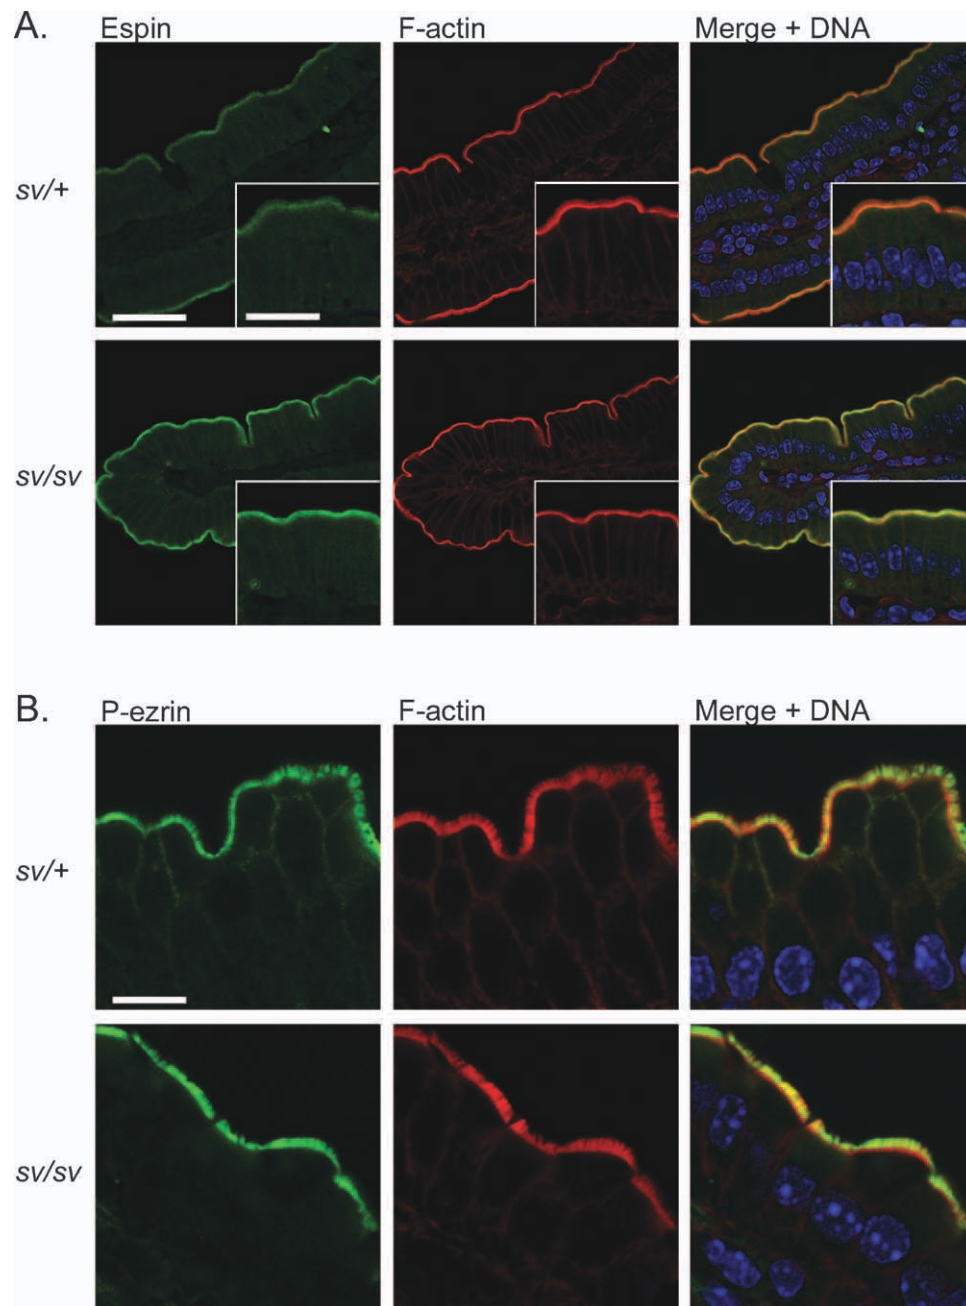 A.
Espin F-actin Merge + DNA
sv/+
sv/sv
B.
P-ezrin F-actin Merge + DNA
sv/+
sv/sv